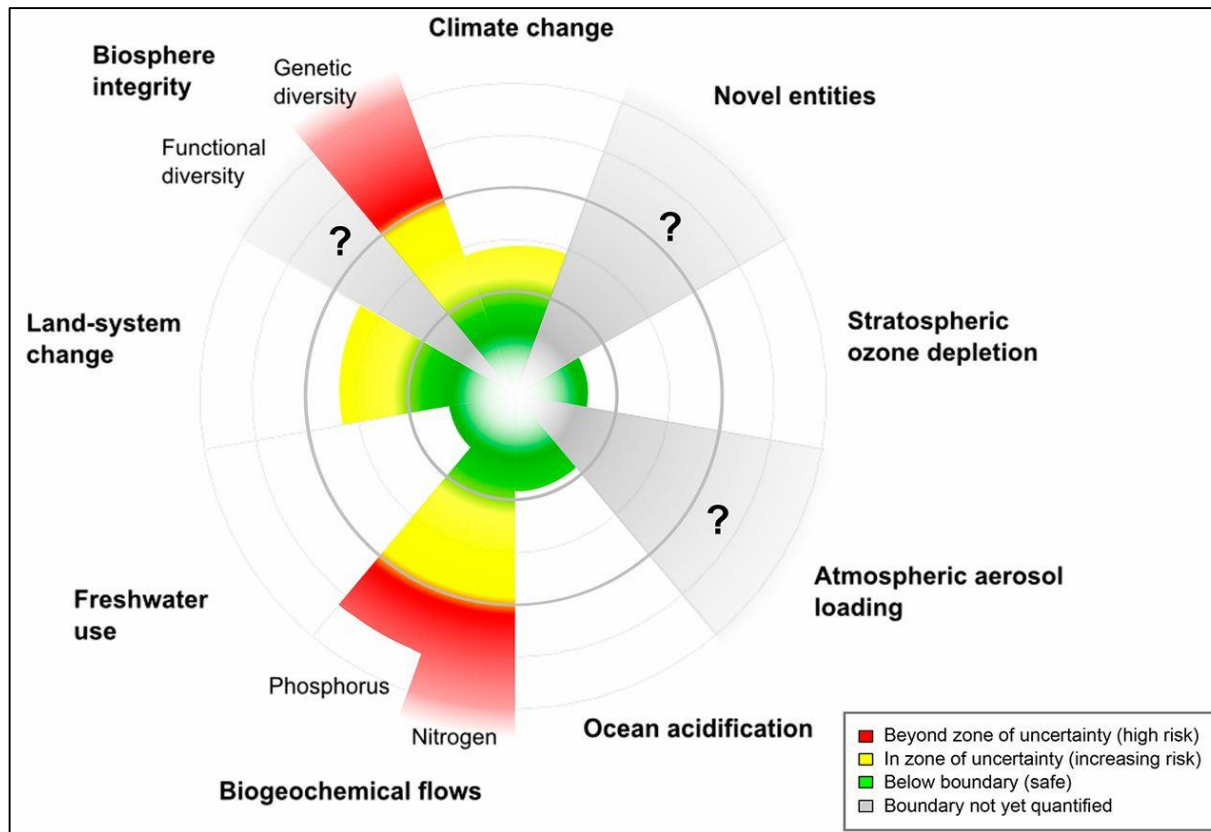 Climate change
Biosphere
integrity
Genetic
diversity
Novel entities
Functional
diversity
?
?
Land-system
change
Stratospheric
ozone depletion
?
Atmospheric aerosol
loading
Freshwater
use
Phosphorus
Nitrogen
Ocean acidification
Biogeochemical flows
Beyond zone of uncertainty (high risk)
In zone of uncertainty (increasing risk)
Below boundary (safe)
Boundary not yet quantified